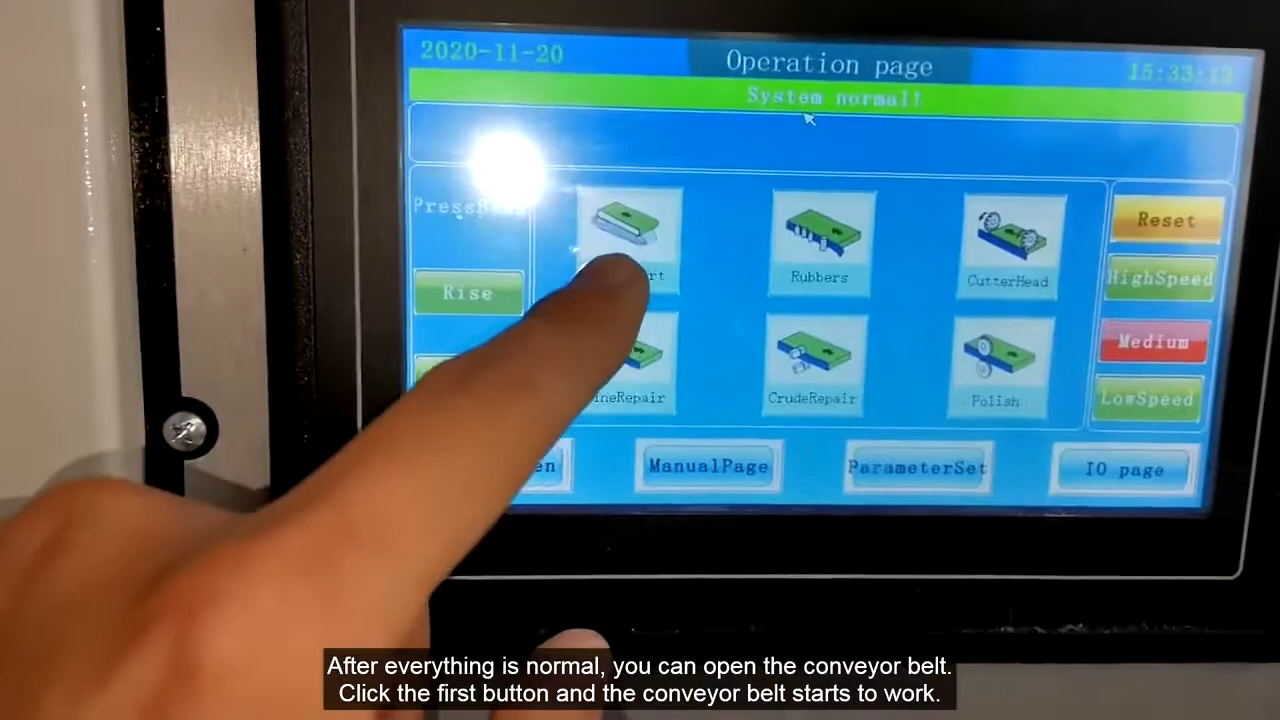 2020-11-20
Operation page
System normal!
Rubbers
CutterHead
Reset
HighSpeed
Rise
Medium
CrudeRepair
Polish
LowSpeed
ManualPage
ParameterSet
IO page
After everything is normal, you can open the conveyor belt.
Click the first button and the conveyor belt starts to work.